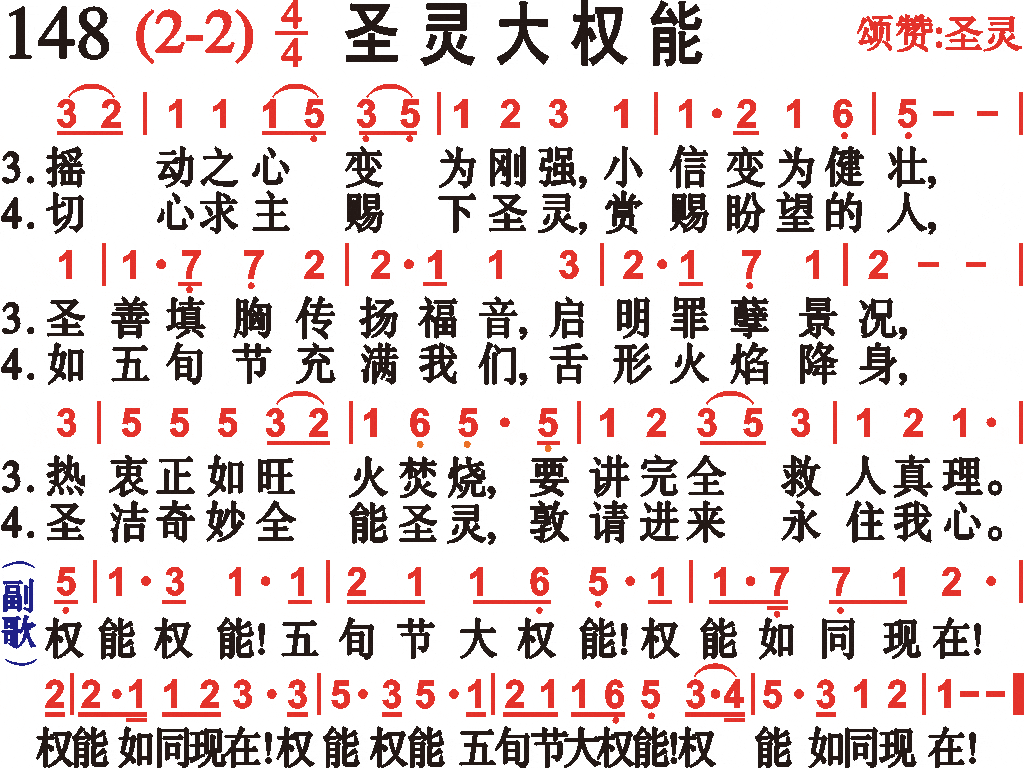 148 (2-2) 4/4 圣灵大权能 颂赞:圣灵
3 2 | 1 1 1 5 3 5 | 1 2 3 1 | 1 · 2 1 6 | 5 - - |
3.摇 动之心 变 为刚强,小 信变为健 壮,
4.切 心求主 赐 下圣灵,赏 赐盼望的 人,
1 | 1 · 7 7 2 | 2 · 1 1 3 | 2 · 1 7 1 | 2 - - |
3.圣 善填胸传扬福音,启 明罪孽景况,
4.如 五旬节充满我们,舌 形火焰降身,
3 | 5 5 5 3 2 | 1 6 5 · 5 | 1 2 3 5 3 | 1 2 1 · |
3.热 衷正如旺 火焚烧, 要 讲完全 救 人真理。
4.圣 洁奇妙全 能圣灵, 敦 请进来 永 住我心。
(副歌)
5 | 1 · 3 1 · 1 | 2 1 1 6 5 · 1 | 1 · 7 7 1 2 · |
权能权能!五旬节大权能!权能如同现在!
2 | 2 · 1 1 2 3 · 3 | 5 · 3 5 · 1 | 2 1 1 6 5 3 · 4 | 5 · 3 1 2 | 1 - - |
权能如同现在!权能权能五旬节大权能!权 能如同现在!